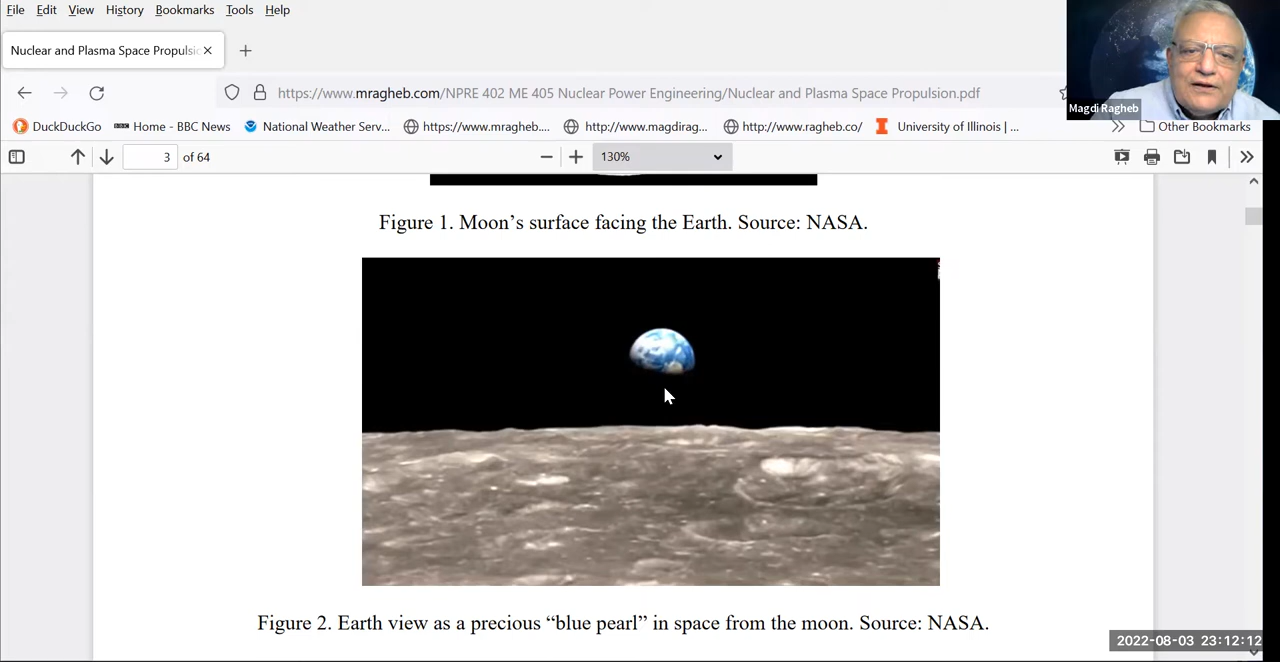 File Edit View History Bookmarks Tools Help
Nuclear and Plasma Space Propulsi
https://www.mragheb.com/NPRE 402 ME 405 Nuclear Power Engineering/Nuclear and Plasma Space Propulsion.pdf
Magdi Ragheb
DuckDuckGo BBC Home - BBC News National Weather Serv... https://www.mragheb.... http://www.magdirag... http://www.ragheb.co/ University of Illinois | ... Other Bookmarks
3 of 64 130%
Figure 1. Moon’s surface facing the Earth. Source: NASA.
Figure 2. Earth view as a precious “blue pearl” in space from the moon. Source: NASA.
2022-08-03 23:12:12